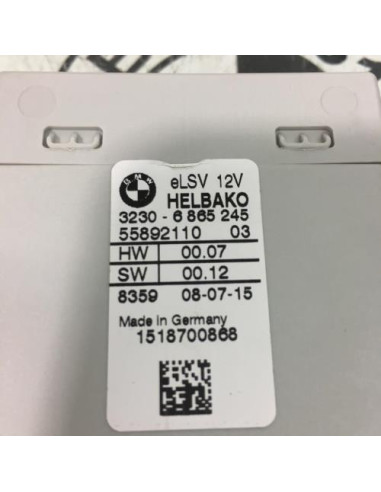 BMW
eLSV 12V
HELBAKO
3230 - 6 865 245
55892110 03
HW 00.07
SW 00.12
8359 08-07-15
Made in Germany
1518700868